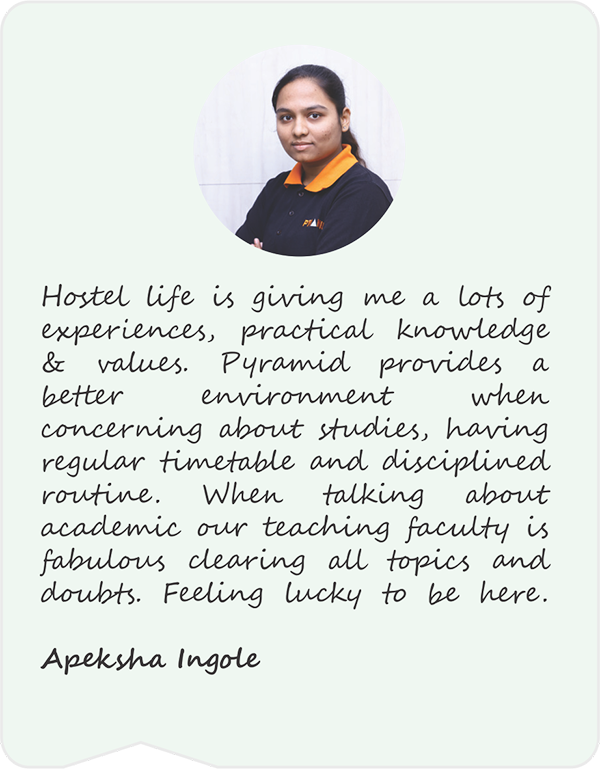 Hostel life is giving me a lots of
experiences, practical knowledge
& values. Pyramid provides a
better environment when
concerning about studies, having
regular timetable and disciplined
routine. When talking about
academic our teaching faculty is
fabulous clearing all topics and
doubts. Feeling lucky to be here.
Apeksha Ingole